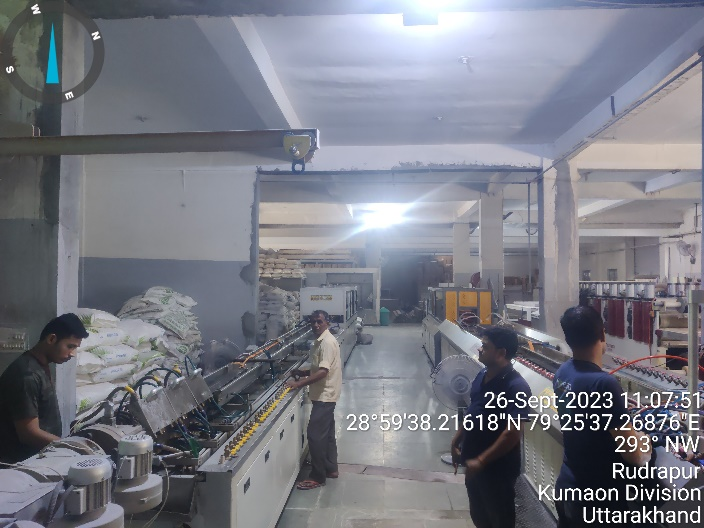 W
N
S
E
26-Sept-2023 11:07:51
28°59'38.21618"N 79°25'37.26876"E
293° NW
Rudrapur
Kumaon Division
Uttarakhand